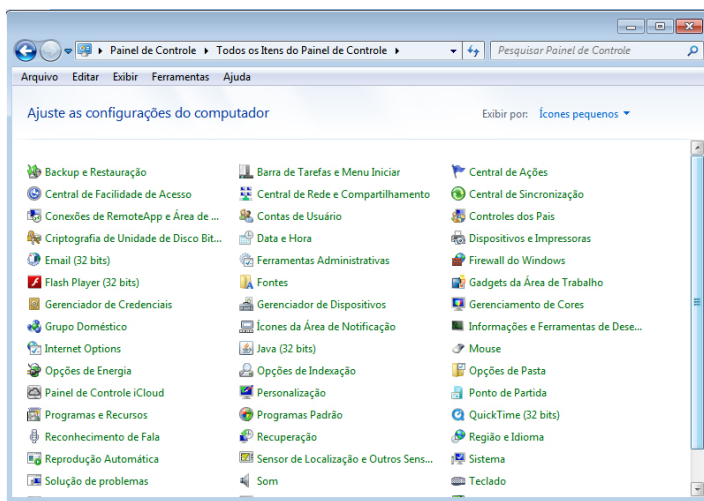 Painel de Controle Todos os Itens do Painel de Controle Pesquisar Painel de Controle
Arquivo Editar Exibir Ferramentas Ajuda
Ajuste as configurações do computador Exibir por: Ícones pequenos
Backup e Restauração Barra de Tarefas e Menu Iniciar Central de Ações
Central de Facilidade de Acesso Central de Rede e Compartilhamento Central de Sincronização
Conexões de RemoteApp e Área de ... Contas de Usuário Controles dos Pais
Criptografia de Unidade de Disco Bit... Data e Hora Dispositivos e Impressoras
Email (32 bits) Ferramentas Administrativas Firewall do Windows
Flash Player (32 bits) Fontes Gadgets da Área de Trabalho
Gerenciador de Credenciais Gerenciador de Dispositivos Gerenciamento de Cores
Grupo Doméstico Ícones da Área de Notificação Informações e Ferramentas de Dese...
Internet Options Java (32 bits) Mouse
Opções de Energia Opções de Indexação Opções de Pasta
Painel de Controle iCloud Personalização Ponto de Partida
Programas e Recursos Programas Padrão QuickTime (32 bits)
Reconhecimento de Fala Recuperação Região e Idioma
Reprodução Automática Sensor de Localização e Outros Sens... Sistema
Solução de problemas Som Teclado